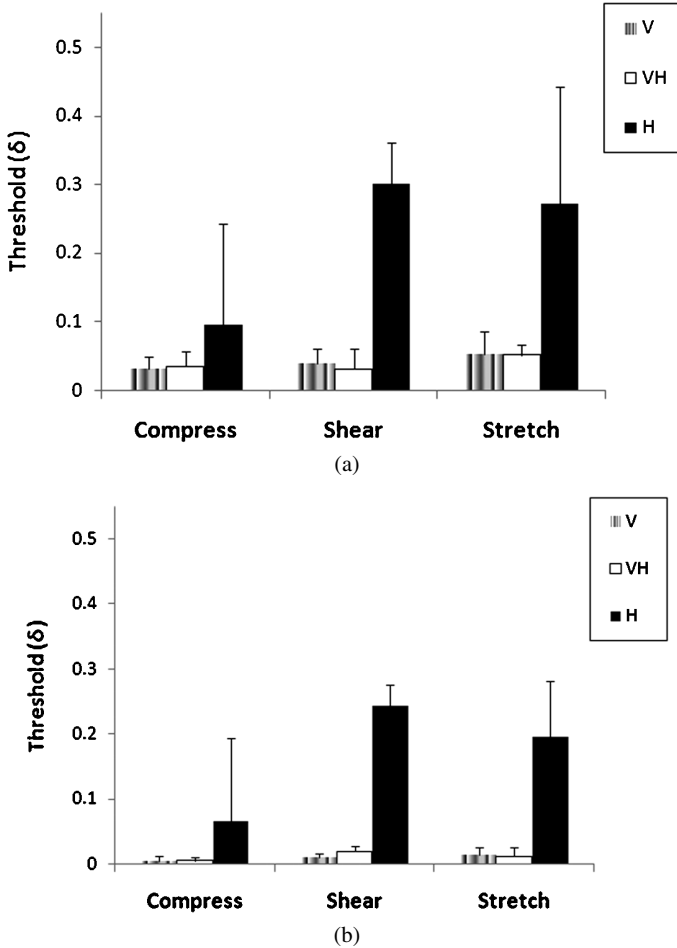 0.5
0.4
0.3
0.2
0.1
0
Threshold (δ)
V
VH
H
Compress Shear Stretch
(a)
0.5
0.4
0.3
0.2
0.1
0
Threshold (δ)
V
VH
H
Compress Shear Stretch
(b)